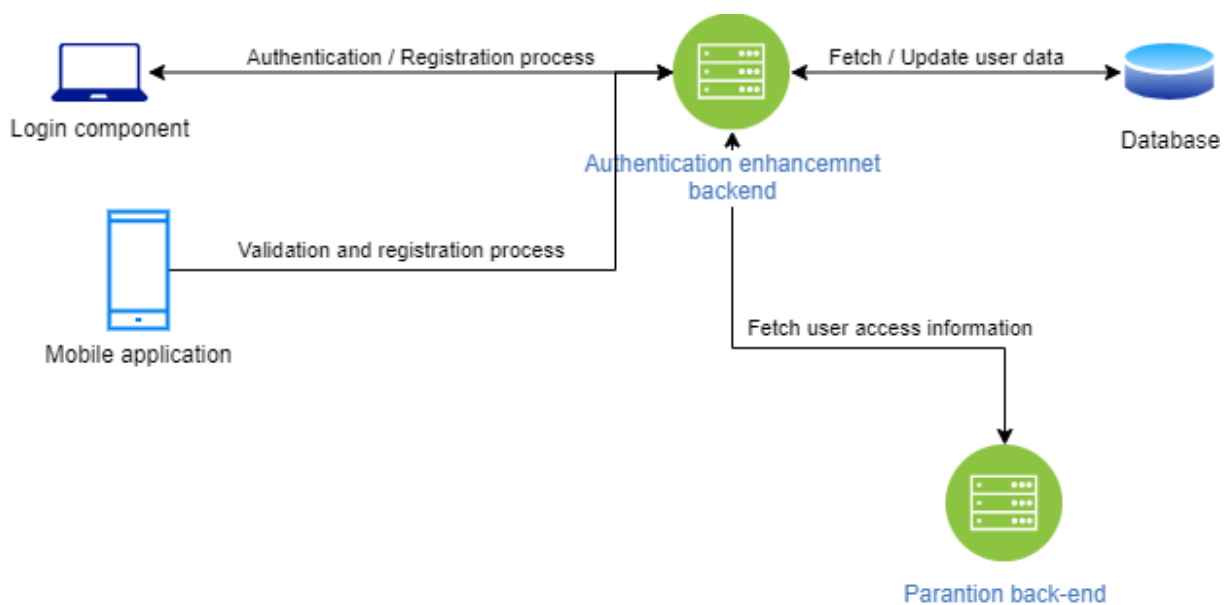 Authentication / Registration process
Fetch / Update user data
Login component
Database
Authentication enhancemnet
backend
Validation and registration process
Fetch user access information
Mobile application
Parantion back-end